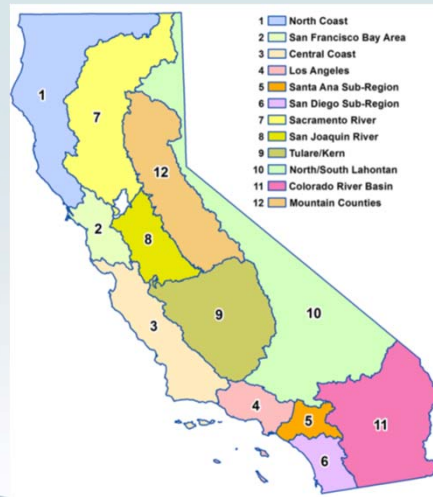 1 North Coast
2 San Francisco Bay Area
3 Central Coast
4 Los Angeles
5 Santa Ana Sub-Region
6 San Diego Sub-Region
7 Sacramento River
8 San Joaquin River
9 Tulare/Kern
10 North/South Lahontan
11 Colorado River Basin
12 Mountain Counties
1
7
12
2
8
3
9
10
4
5
11
6